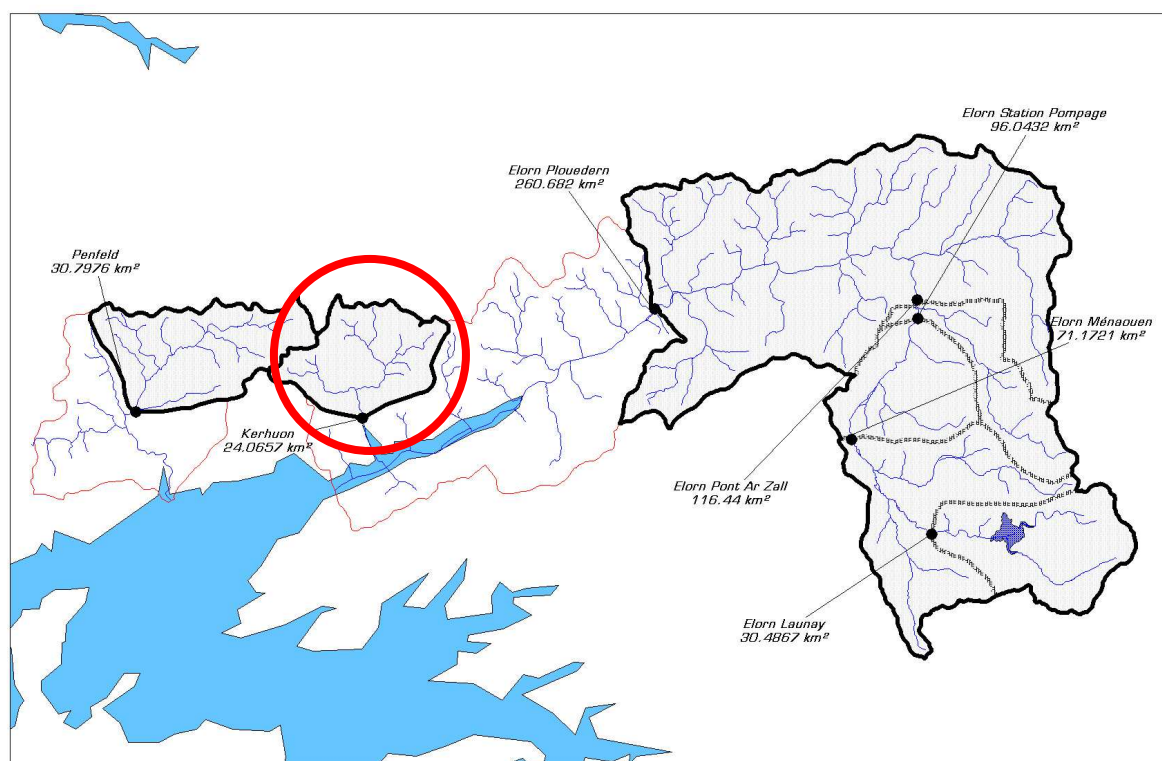 Elorn Station Pompage
96.0432 km²
Elorn Plouedern
260.682 km²
Penfeld
30.7976 km²
Elorn Ménaouen
71.1721 km²
Kerhuon
24.0657 km²
Elorn Pont Ar Zall
116.44 km²
Elorn Launay
30.4867 km²